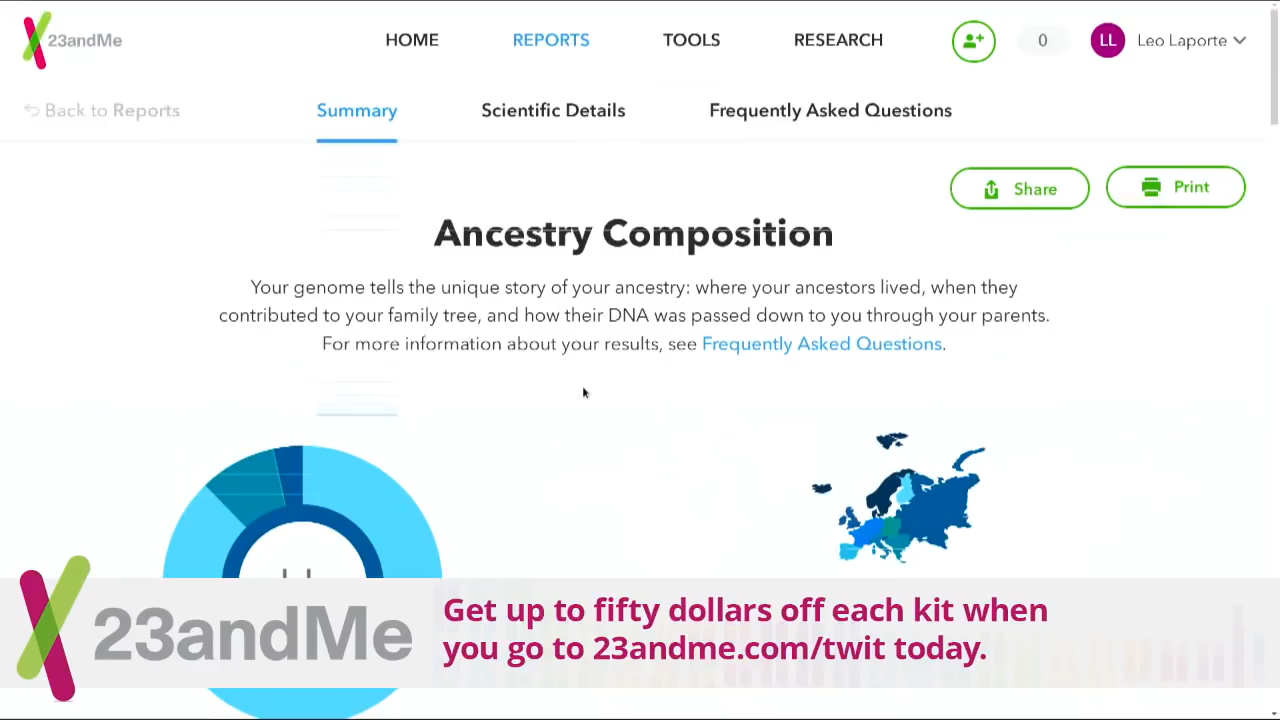 23andMe
HOME
REPORTS
TOOLS
RESEARCH
0
LL
Leo Laporte
Back to Reports
Summary
Scientific Details
Frequently Asked Questions
Share
Print
Ancestry Composition
Your genome tells the unique story of your ancestry: where your ancestors lived, when they
contributed to your family tree, and how their DNA was passed down to you through your parents.
For more information about your results, see Frequently Asked Questions.
23andMe
Get up to fifty dollars off each kit when
you go to 23andme.com/twit today.